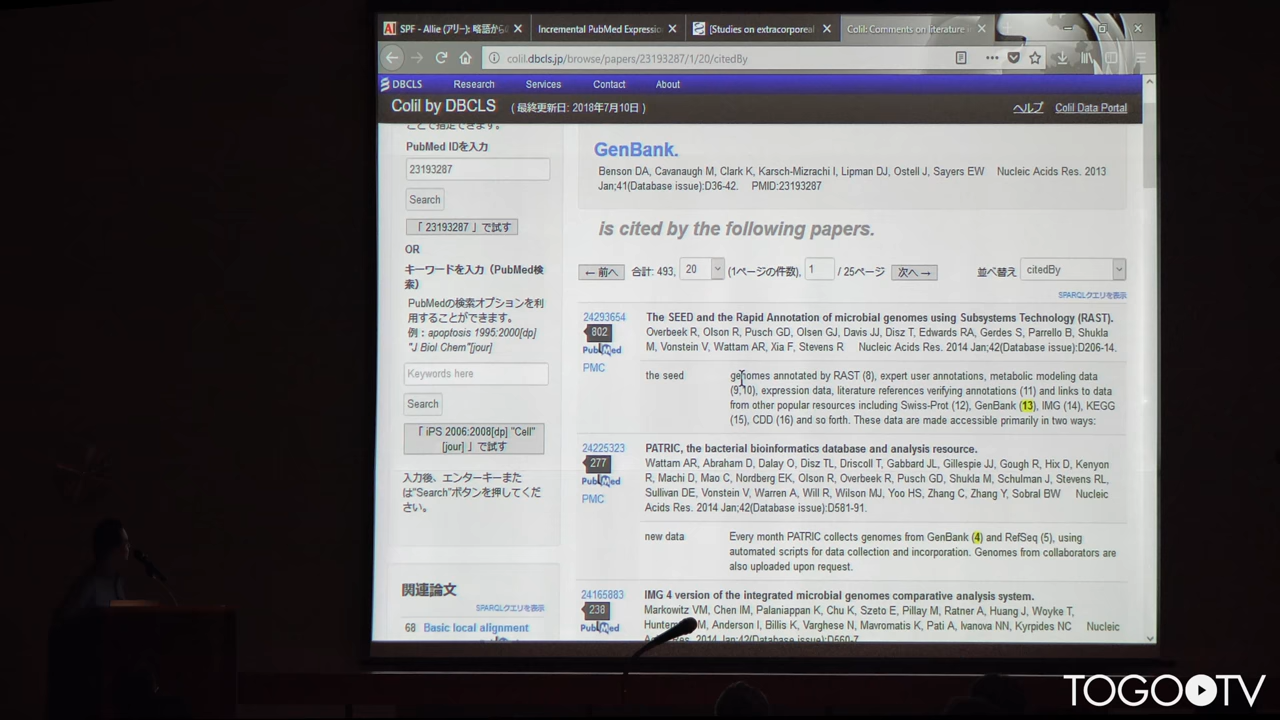 SPF - Allie (アリー): 略語から
Incremental PubMed Expressio
[Studies on extracorporeal
Colil: Comments on literature i
colil.dbcls.jp/browse/papers/23193287/1/20/citedBy
DBCLS Research Services Contact About
Colil by DBCLS ( 最終更新日: 2018年7月10日 ) ヘルプ Colil Data Portal
ことで指定できます。
PubMed IDを入力
23193287
Search
「 23193287 」で試す
OR
キーワードを入力（PubMed検
索）
PubMedの検索オプションを利
用することができます。
例：apoptosis 1995:2000[dp]
"J Biol Chem"[jour]
Keywords here
Search
「 iPS 2006:2008[dp] "Cell"
[jour] 」で試す
入力後、エンターキーまた
は"Search"ボタンを押してくだ
さい。
関連論文
SPARQLクエリを表示
68 Basic local alignment
GenBank.
Benson DA, Cavanaugh M, Clark K, Karsch-Mizrachi I, Lipman DJ, Ostell J, Sayers EW Nucleic Acids Res. 2013
Jan;41(Database issue):D36-42. PMID:23193287
is cited by the following papers.
← 前へ 合計: 493, 20 (1ページの件数), 1 / 25ページ 次へ → 並べ替え citedBy
SPARQLクエリを表示
24293654
802
PubMed
PMC
The SEED and the Rapid Annotation of microbial genomes using Subsystems Technology (RAST).
Overbeek R, Olson R, Pusch GD, Olsen GJ, Davis JJ, Disz T, Edwards RA, Gerdes S, Parrello B, Shukla
M, Vonstein V, Wattam AR, Xia F, Stevens R Nucleic Acids Res. 2014 Jan;42(Database issue):D206-14.
the seed
genomes annotated by RAST (8), expert user annotations, metabolic modeling data
(9,10), expression data, literature references verifying annotations (11) and links to data
from other popular resources including Swiss-Prot (12), GenBank (13), IMG (14), KEGG
(15), CDD (16) and so forth. These data are made accessible primarily in two ways:
24225323
277
PubMed
PMC
PATRIC, the bacterial bioinformatics database and analysis resource.
Wattam AR, Abraham D, Dalay O, Disz TL, Driscoll T, Gabbard JL, Gillespie JJ, Gough R, Hix D, Kenyon
R, Machi D, Mao C, Nordberg EK, Olson R, Overbeek R, Pusch GD, Shukla M, Schulman J, Stevens RL,
Sullivan DE, Vonstein V, Warren A, Will R, Wilson MJ, Yoo HS, Zhang C, Zhang Y, Sobral BW Nucleic
Acids Res. 2014 Jan;42(Database issue):D581-91.
new data
Every month PATRIC collects genomes from GenBank (4) and RefSeq (5), using
automated scripts for data collection and incorporation. Genomes from collaborators are
also uploaded upon request.
24165883
238
PubMed
IMG 4 version of the integrated microbial genomes comparative analysis system.
Markowitz VM, Chen IM, Palaniappan K, Chu K, Szeto E, Pillay M, Ratner A, Huang J, Woyke T,
M, Anderson I, Billis K, Varghese N, Mavromatis K, Pati A, Ivanova NN, Kyrpides NC Nucleic
Res. 2014 Jan;42(Database issue):D560-7.
TOGO TV